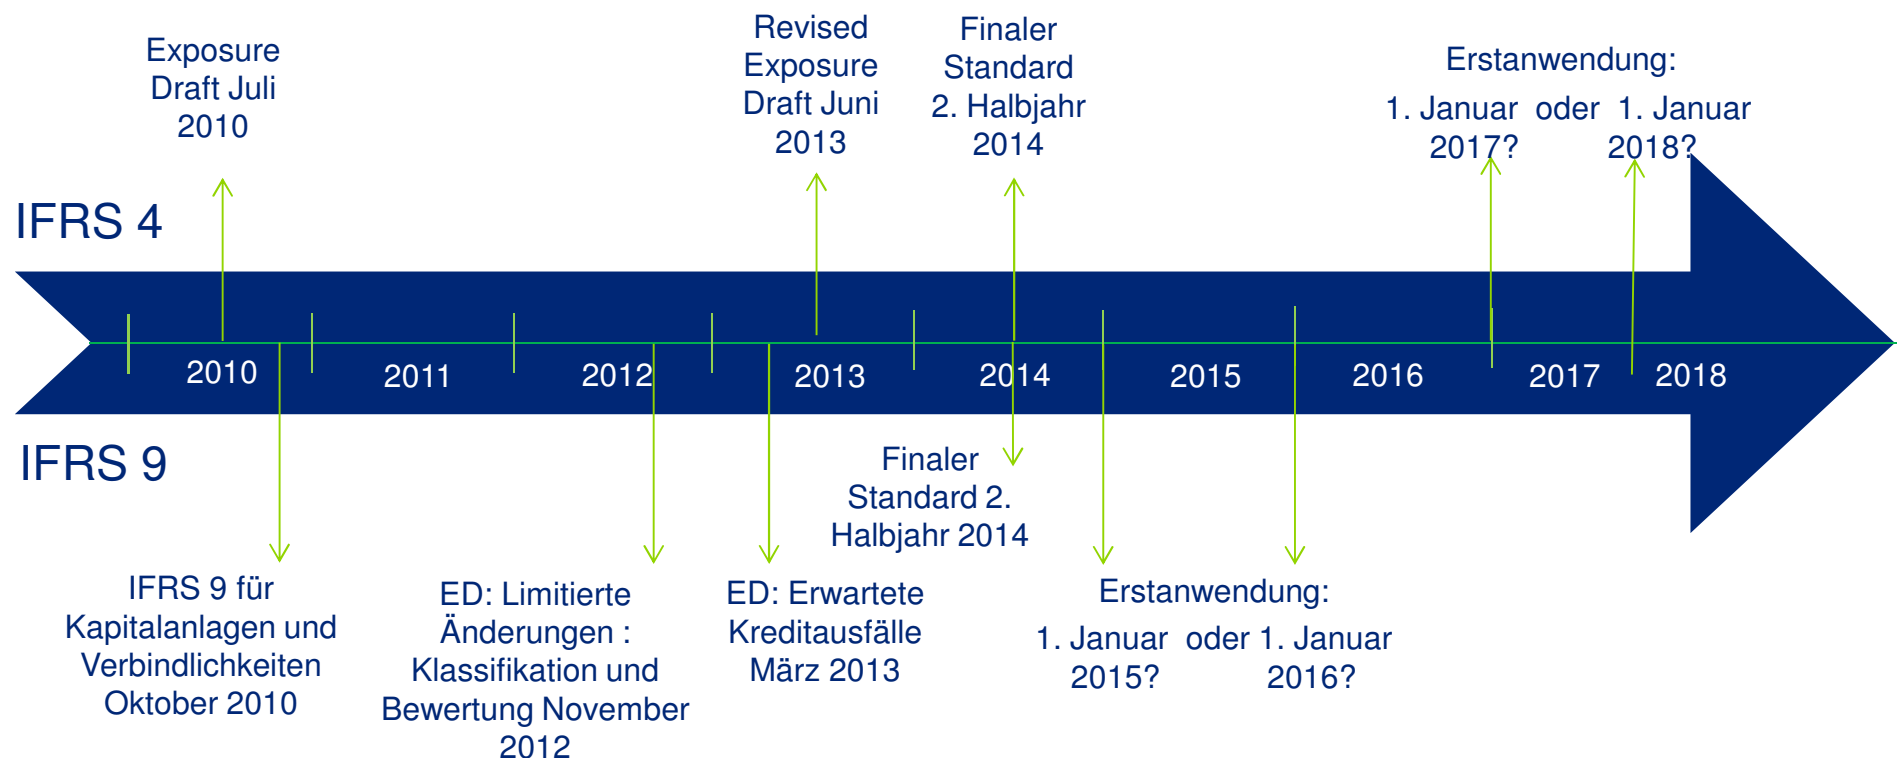 Exposure
Draft Juli
2010
Revised
Exposure
Draft Juni
2013
Finaler
Standard
2. Halbjahr
2014
Erstanwendung:
1. Januar oder 1. Januar
2017? 2018?
IFRS 4
2010 2011 2012 2013 2014 2015 2016 2017 2018
IFRS 9
Finaler
Standard 2.
Halbjahr 2014
IFRS 9 für
Kapitalanlagen und
Verbindlichkeiten
Oktober 2010
ED: Limitierte
Änderungen :
Klassifikation und
Bewertung November
2012
ED: Erwartete
Kreditausfälle
März 2013
Erstanwendung:
1. Januar oder 1. Januar
2015? 2016?